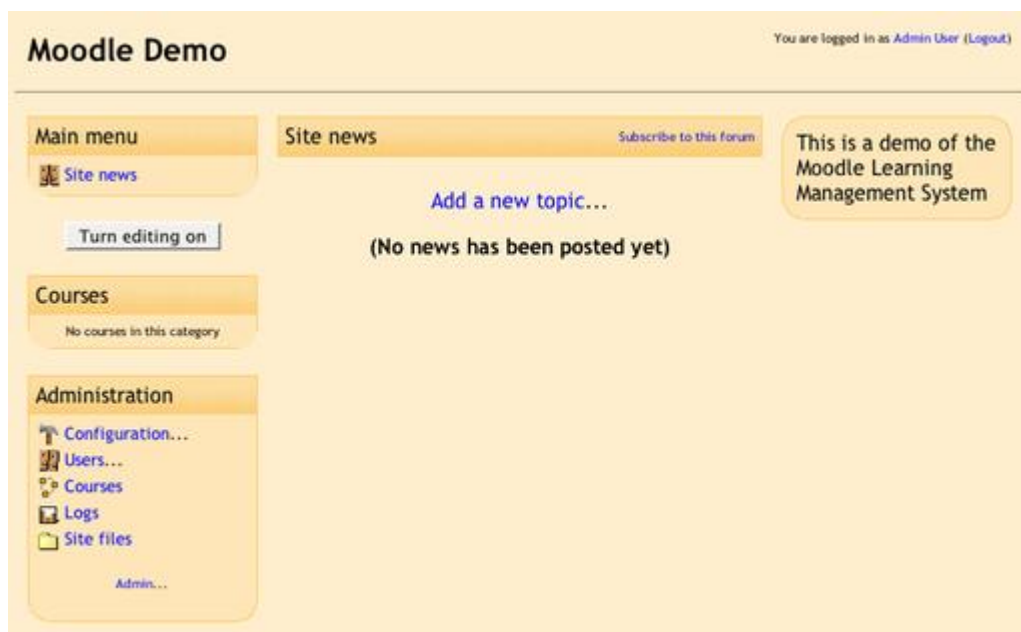 Moodle Demo
You are logged in as Admin User (Logout)
Main menu
Site news
Turn editing on
Courses
No courses in this category
Administration
Configuration...
Users...
Courses
Logs
Site files
Admin...
Site news
Subscribe to this forum
Add a new topic...
(No news has been posted yet)
This is a demo of the
Moodle Learning
Management System